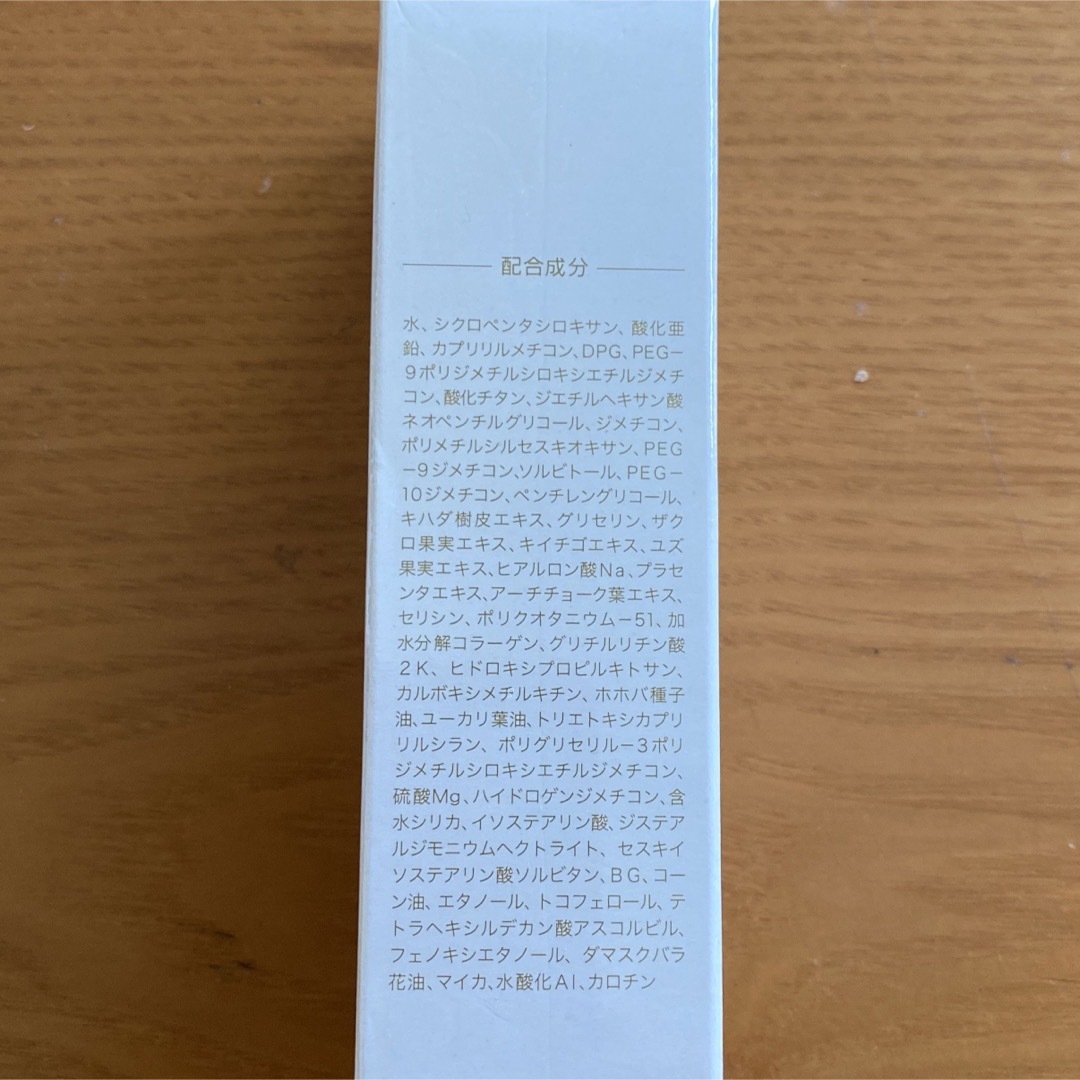 配合成分
水、シクロペンタシロキサン、酸化亜
鉛、カプリリルメチコン、DPG、PEG−
9ポリジメチルシロキシエチルジメチ
コン、酸化チタン、ジエチルヘキサン酸
ネオペンチルグリコール、ジメチコン、
ポリメチルシルセスキオキサン、PEG
−9ジメチコン、ソルビトール、PEG−
10ジメチコン、ペンチレングリコール、
キハダ樹皮エキス、グリセリン、ザク
ロ果実エキス、キイチゴエキス、ユズ
果実エキス、ヒアルロン酸Na、プラセ
ンタエキス、アーチチョーク葉エキス、
セリシン、ポリクオタニウム−51、加
水分解コラーゲン、グリチルリチン酸
2K、ヒドロキシプロピルキトサン、
カルボキシメチルキチン、ホホバ種子
油、ユーカリ葉油、トリエトキシカプリ
リルシラン、ポリグリセリル−3ポリ
ジメチルシロキシエチルジメチコン、
硫酸Mg、ハイドロゲンジメチコン、含
水シリカ、イソステアリン酸、ジステア
ルジモニウムヘクトライト、セスキイ
ソステアリン酸ソルビタン、BG、コー
ン油、エタノール、トコフェロール、テ
トラヘキシルデカン酸アスコルビル、
フェノキシエタノール、ダマスクバラ
花油、マイカ、水酸化Al、カロチン